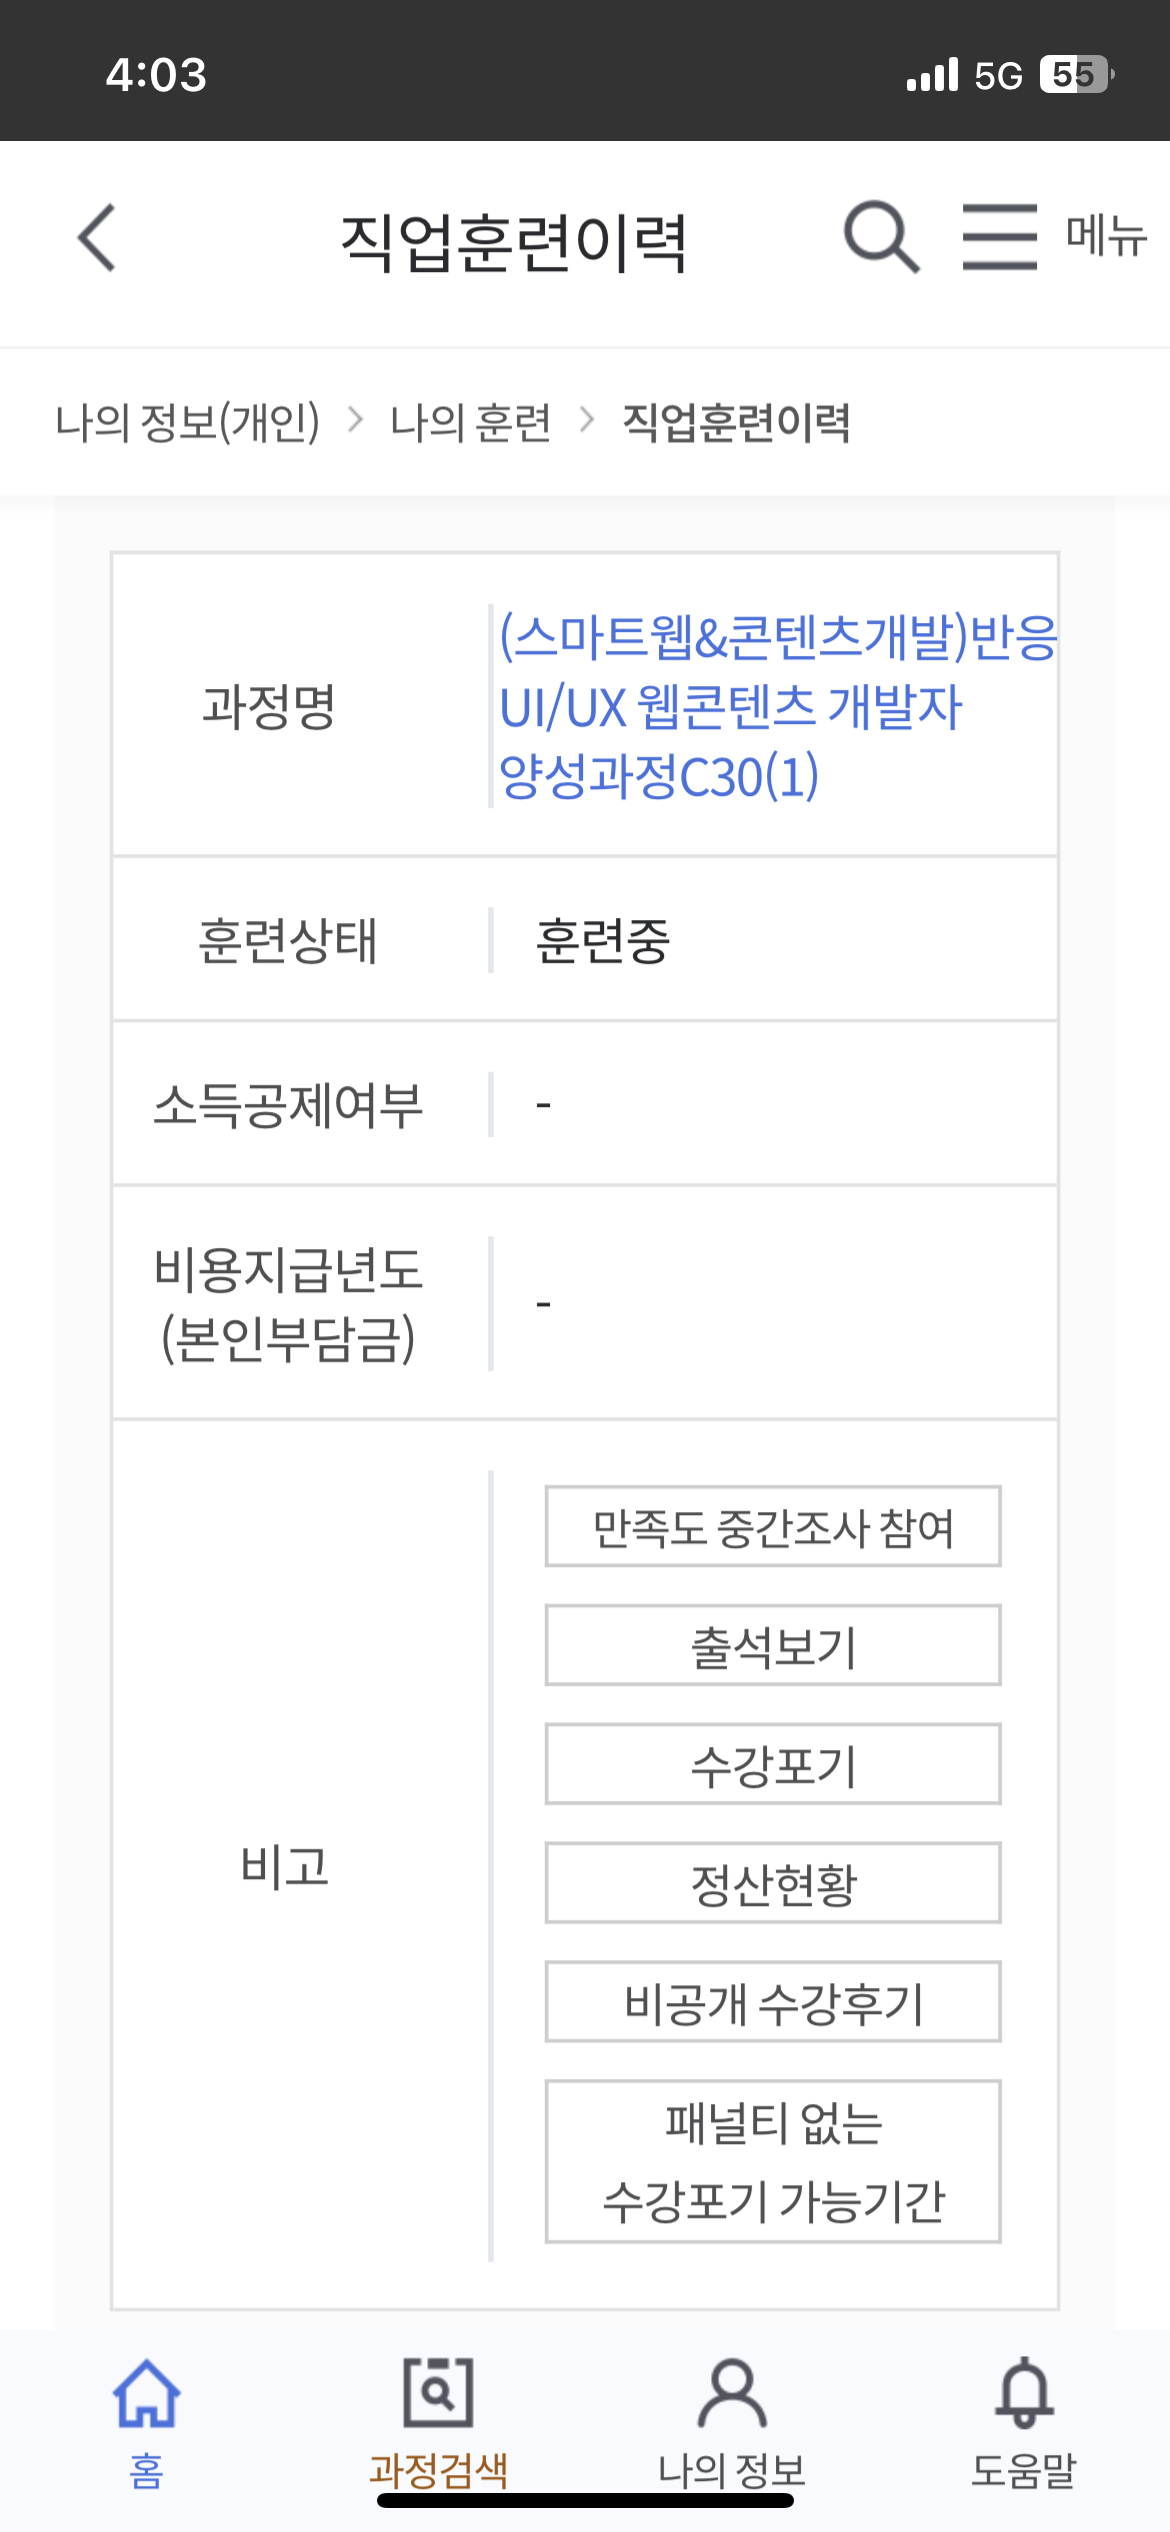 4:03 5G 55
직업훈련이력 메뉴
나의 정보(개인) > 나의 훈련 > 직업훈련이력
과정명
(스마트웹&콘텐츠개발)반응
UI/UX 웹콘텐츠 개발자
양성과정C30(1)
훈련상태 훈련중
소득공제여부 -
비용지급년도
(본인부담금)
-
비고
만족도 중간조사 참여
출석보기
수강포기
정산현황
비공개 수강후기
패널티 없는
수강포기 가능기간
홈 과정검색 나의 정보 도움말